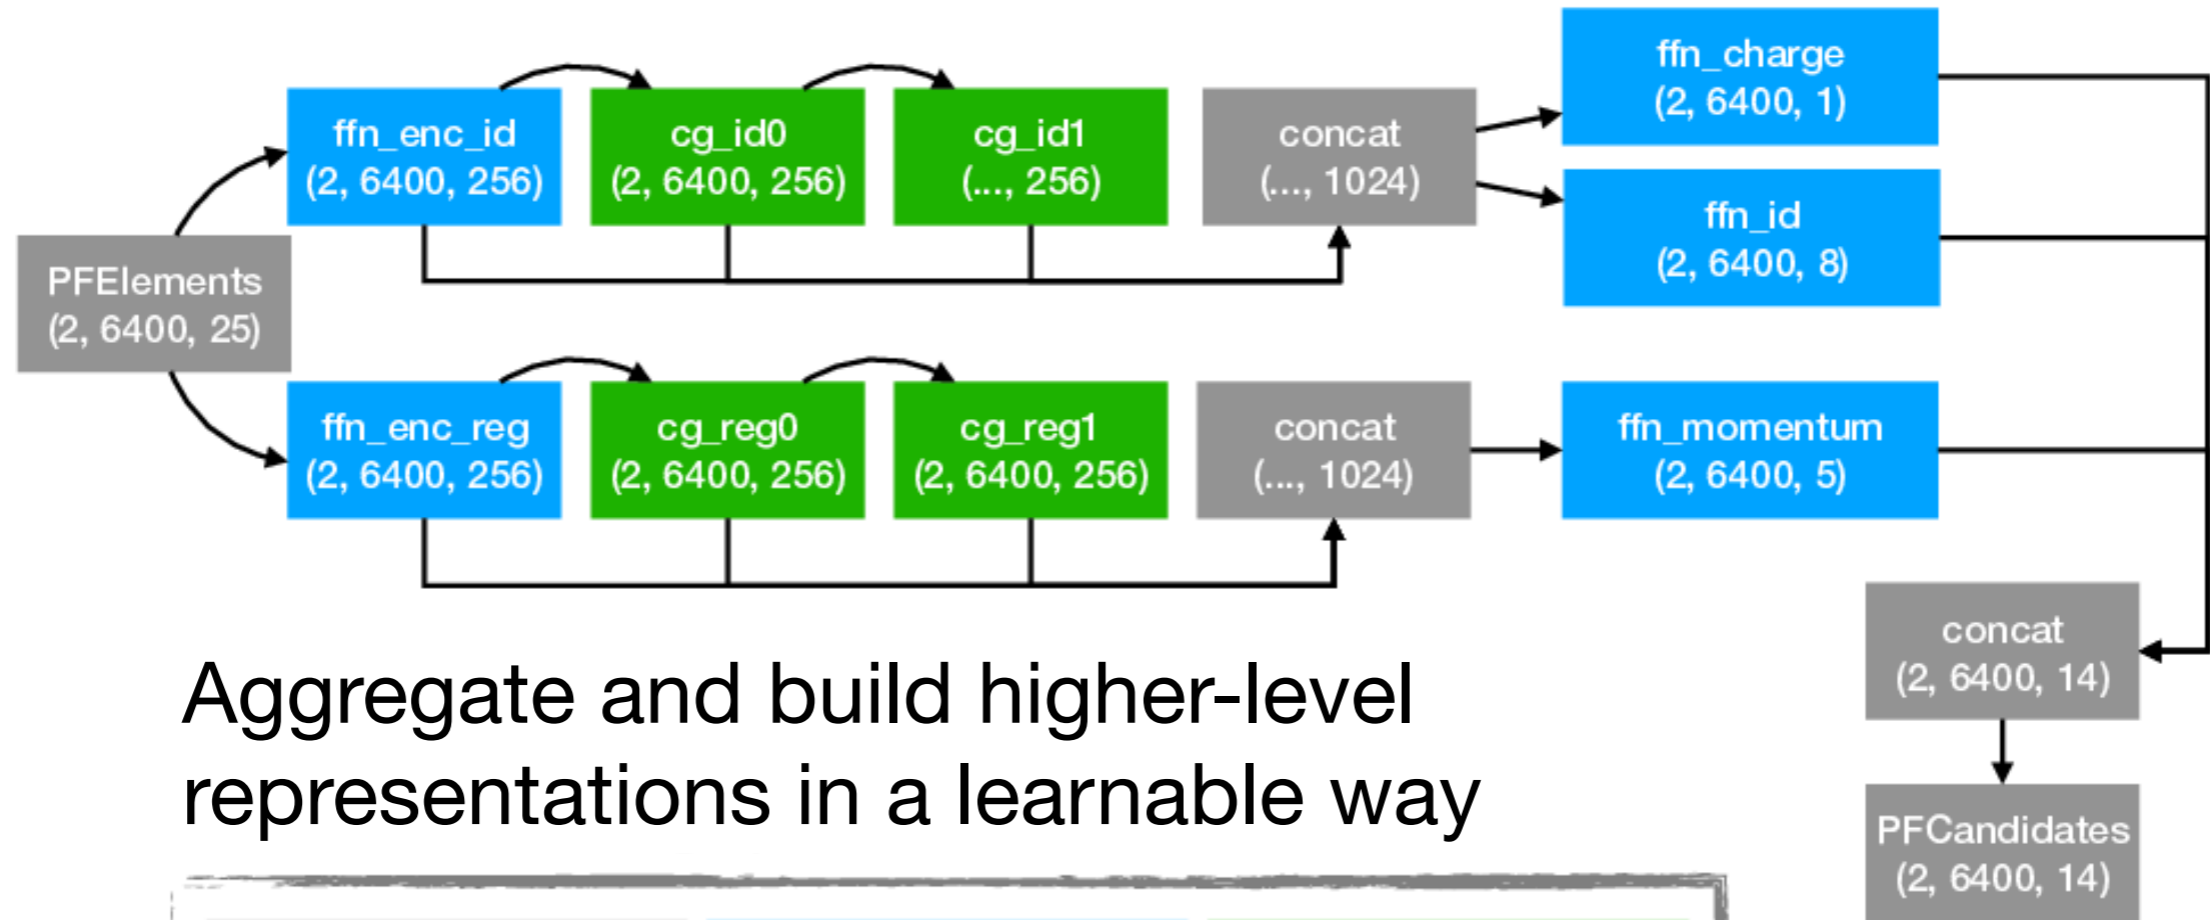 ffn_enc_id
(2, 6400, 256)
cg_id0
(2, 6400, 256)
cg_id1
(..., 256)
concat
(..., 1024)
ffn_charge
(2, 6400, 1)
ffn_id
(2, 6400, 8)
PFElements
(2, 6400, 25)
ffn_enc_reg
(2, 6400, 256)
cg_reg0
(2, 6400, 256)
cg_reg1
(2, 6400, 256)
concat
(..., 1024)
ffn_momentum
(2, 6400, 5)
concat
(2, 6400, 14)
PFCandidates
(2, 6400, 14)
Aggregate and build higher-level
representations in a learnable way